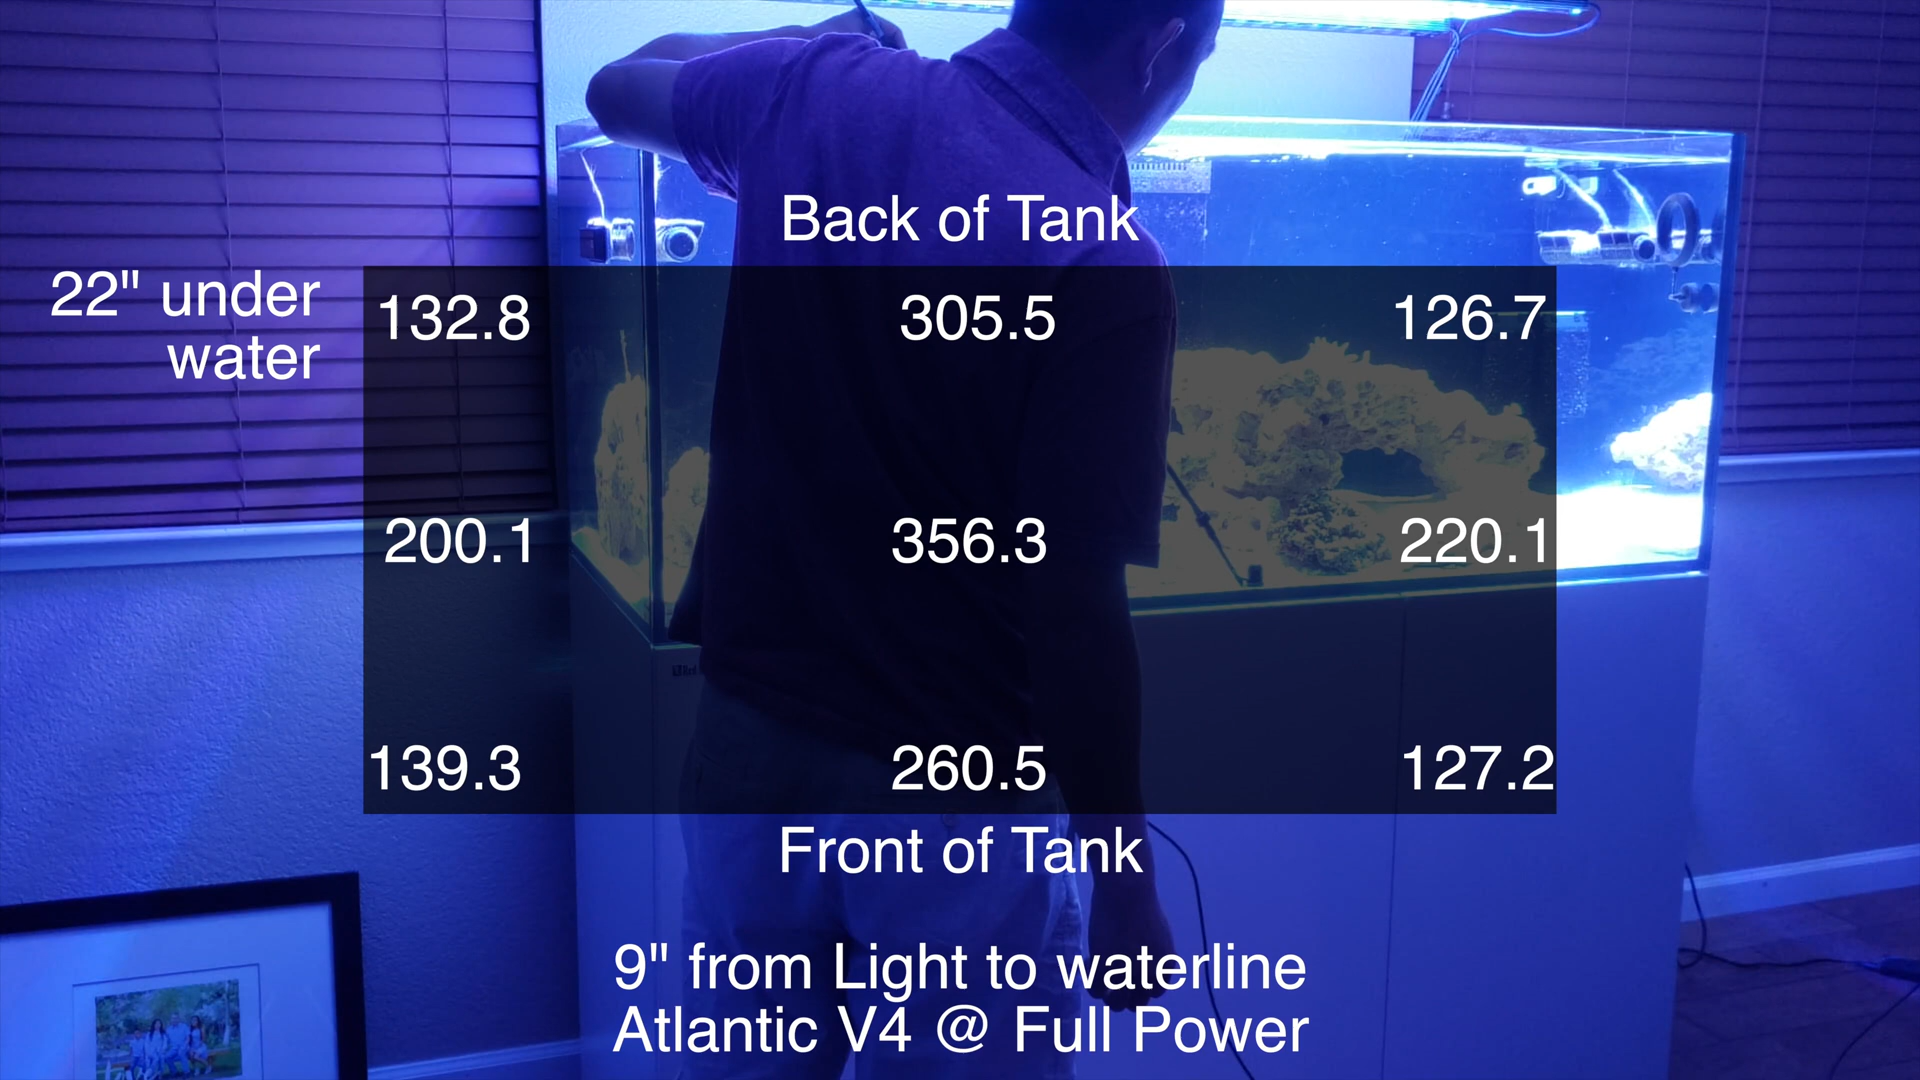 Back of Tank
22" under
water
132.8 305.5 126.7
200.1 356.3 220.1
139.3 260.5 127.2
Front of Tank
9" from Light to waterline
Atlantic V4 @ Full Power